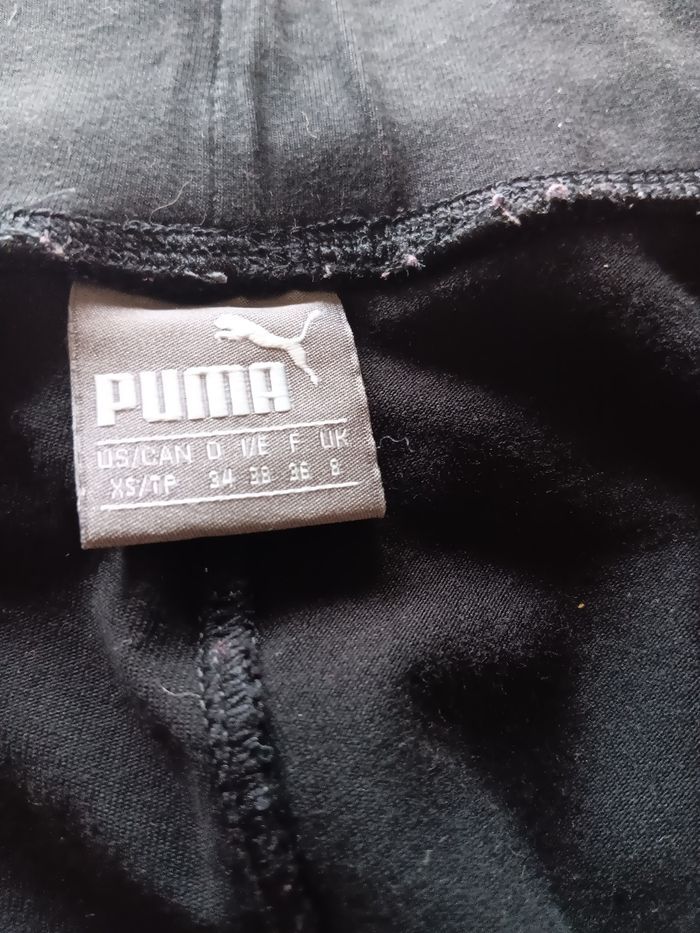 PUMA
US/CAN D I/E F UK
XS/TP 34 38 36 8